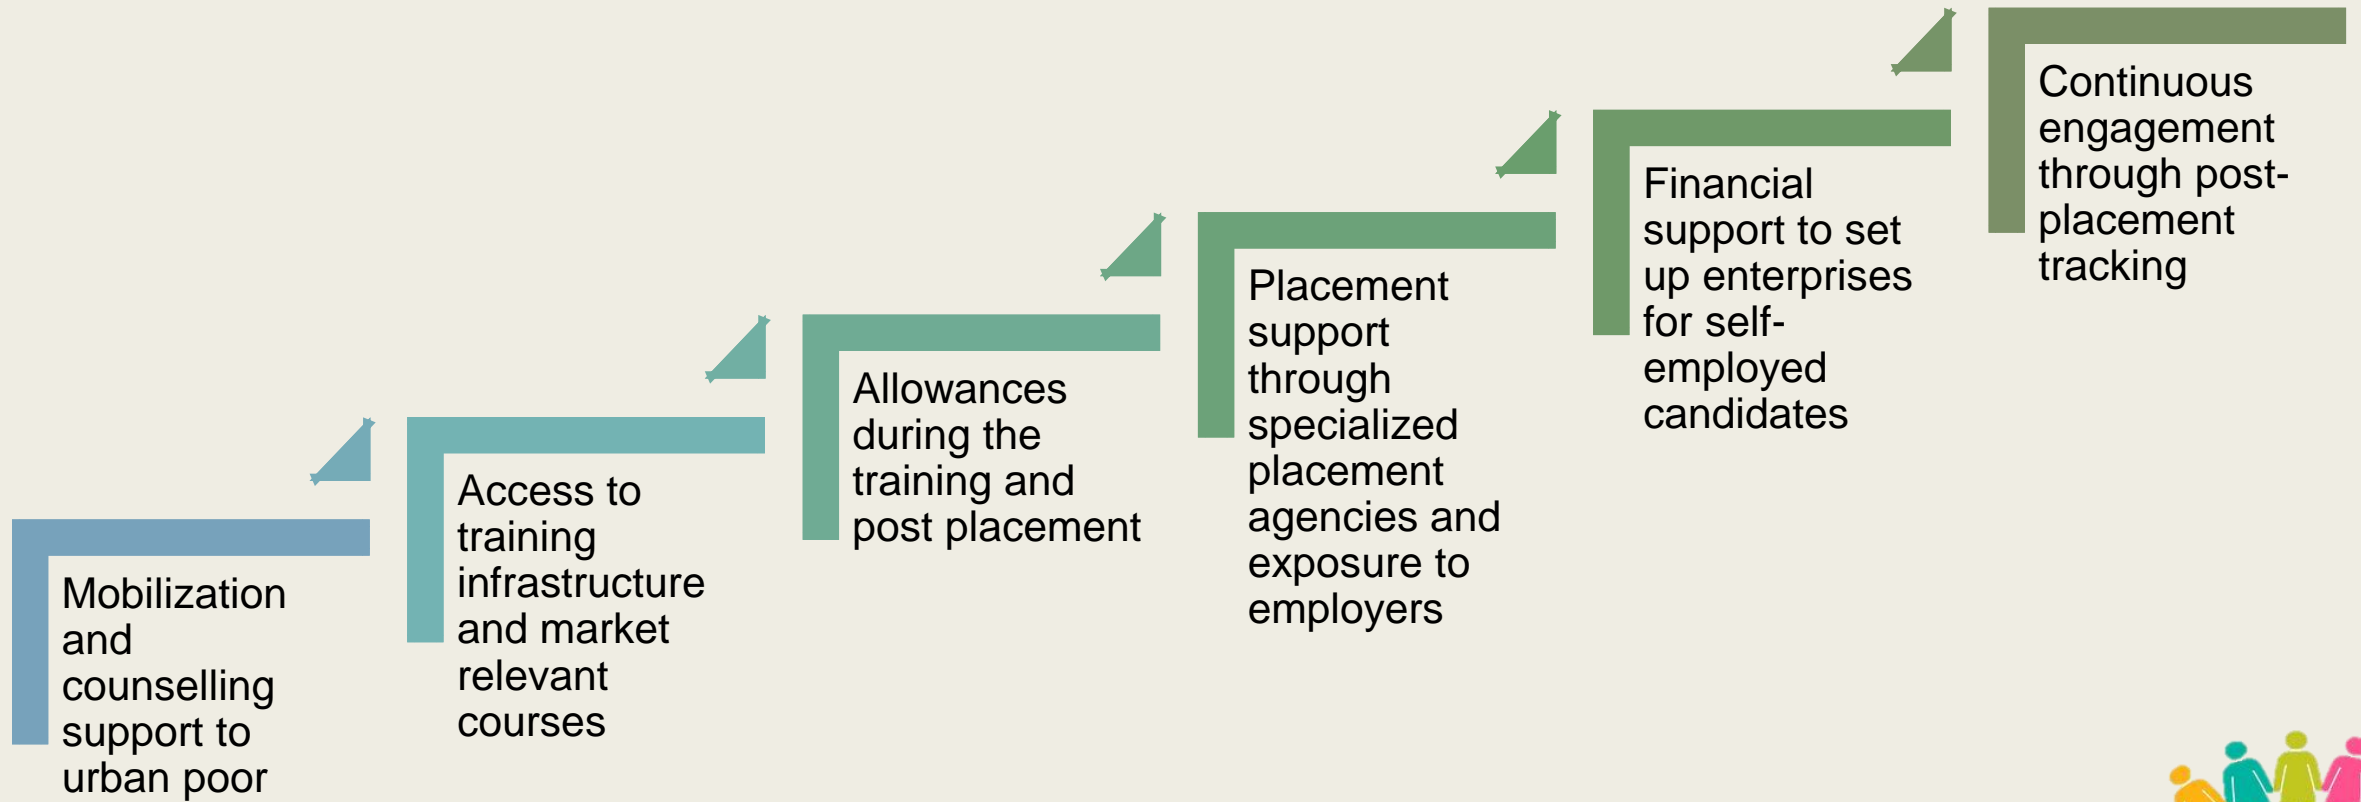 Mobilization
and
counselling
support to
urban poor
Access to
training
infrastructure
and market
relevant
courses
Allowances
during the
training and
post placement
Placement
support
through
specialized
placement
agencies and
exposure to
employers
Financial
support to set
up enterprises
for self-
employed
candidates
Continuous
engagement
through post-
placement
tracking